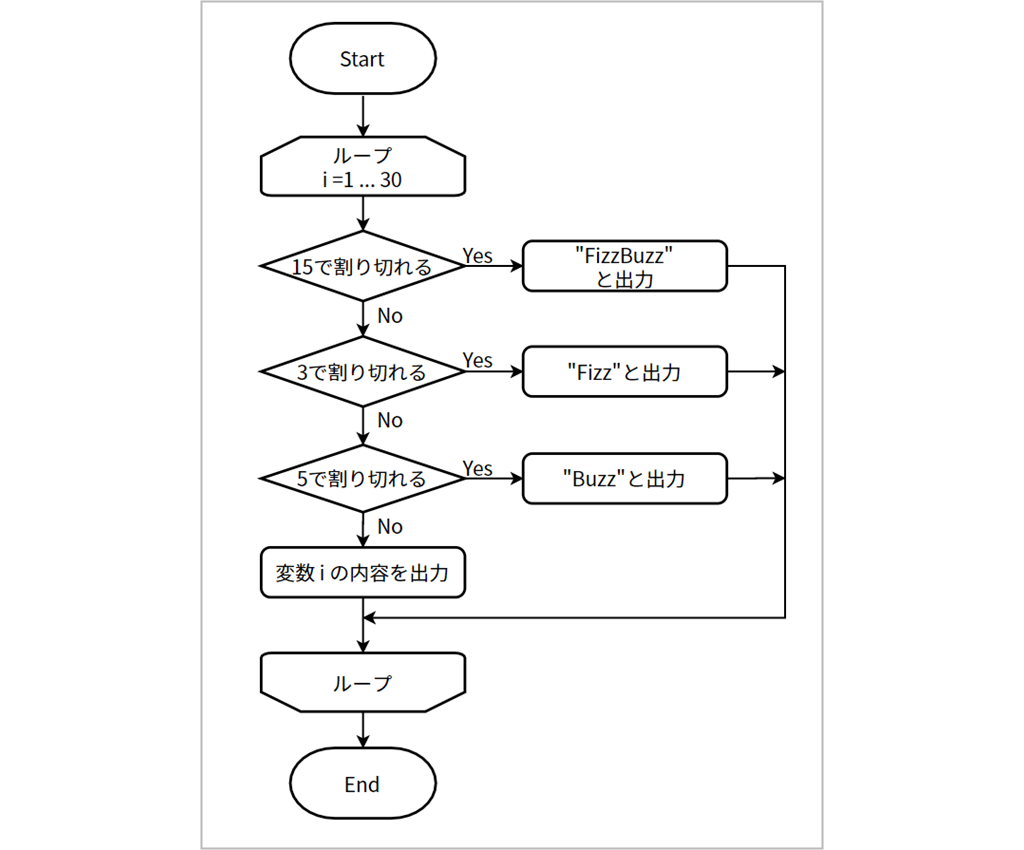 Start
ループ
i =1 ... 30
15で割り切れる
Yes
"FizzBuzz"
と出力
No
3で割り切れる
Yes
"Fizz"と出力
No
5で割り切れる
Yes
"Buzz"と出力
No
変数 i の内容を出力
ループ
End